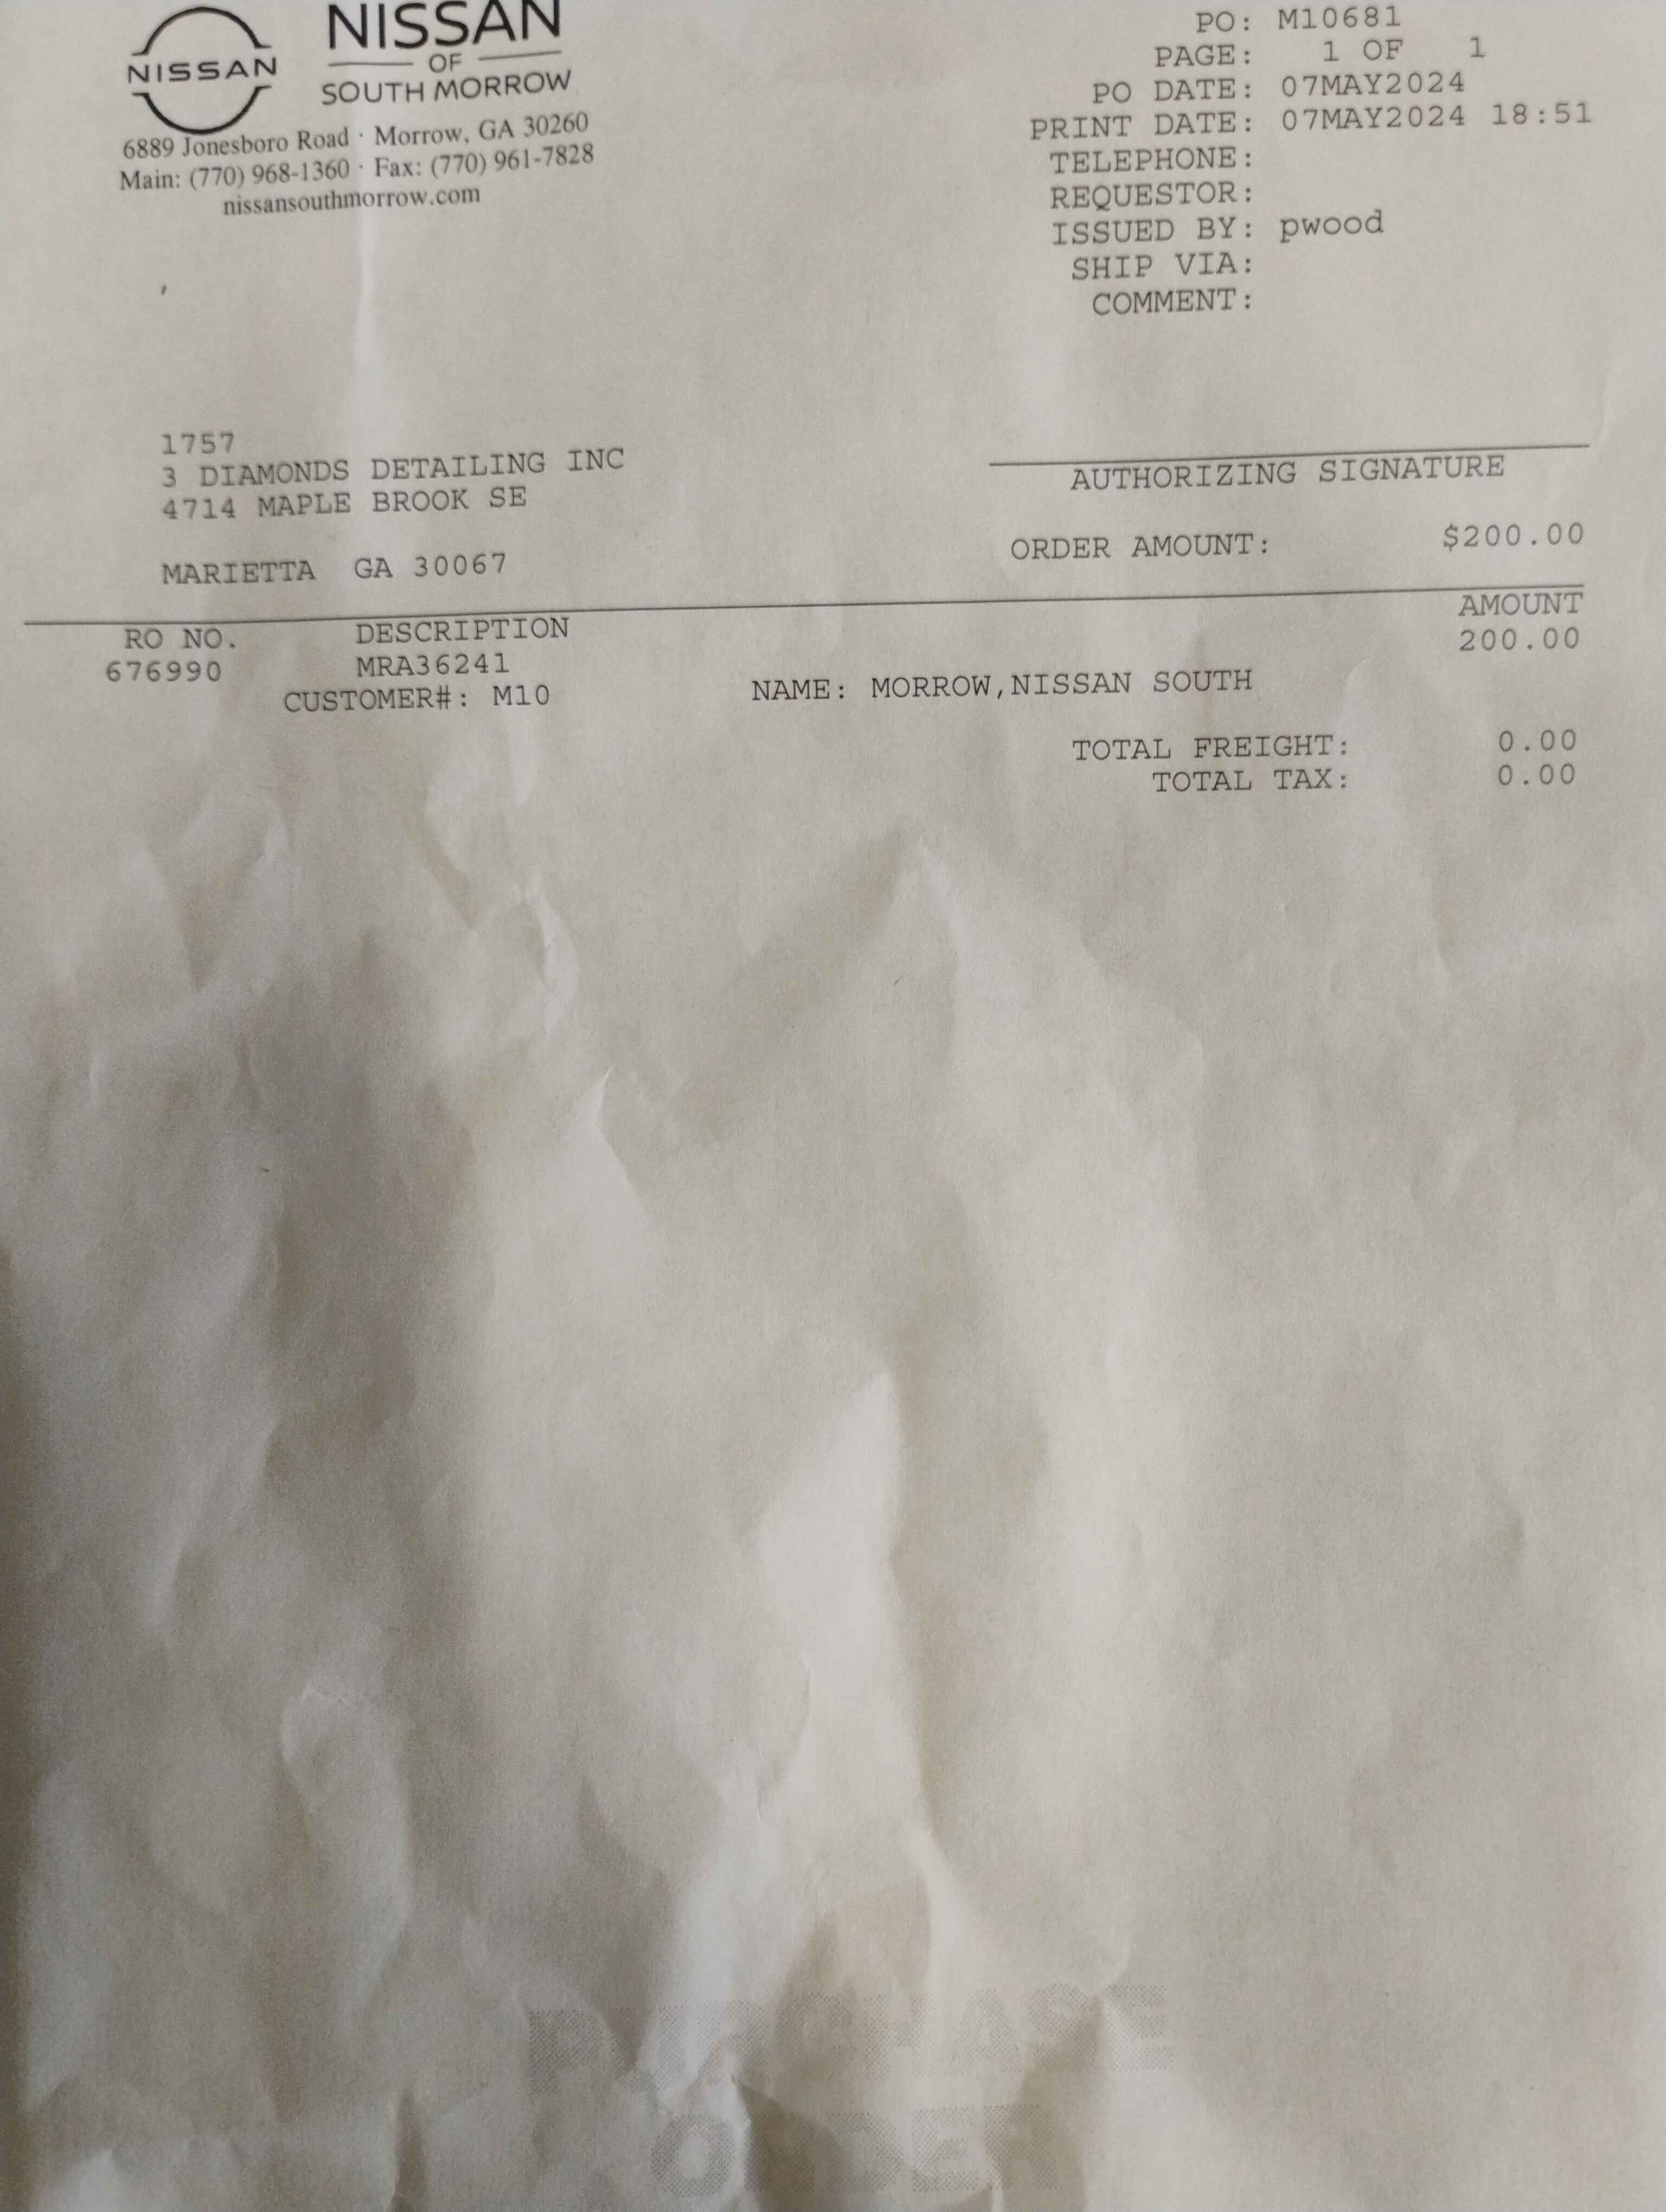 NISSAN
NISSAN
OF
SOUTH MORROW
6889 Jonesboro Road · Morrow, GA 30260
Main: (770) 968-1360 · Fax: (770) 961-7828
nissansouthmorrow.com
PO: M10681
PAGE: 1 OF 1
PO DATE: 07MAY2024
PRINT DATE: 07MAY2024 18:51
TELEPHONE:
REQUESTOR:
ISSUED BY: pwood
SHIP VIA:
COMMENT:
1757
3 DIAMONDS DETAILING INC
4714 MAPLE BROOK SE
MARIETTA GA 30067
AUTHORIZING SIGNATURE
ORDER AMOUNT: $200.00
RO NO. DESCRIPTION AMOUNT
676990 MRA36241 200.00
CUSTOMER#: M10 NAME: MORROW,NISSAN SOUTH
TOTAL FREIGHT: 0.00
TOTAL TAX: 0.00
PURCHASE
ORDER